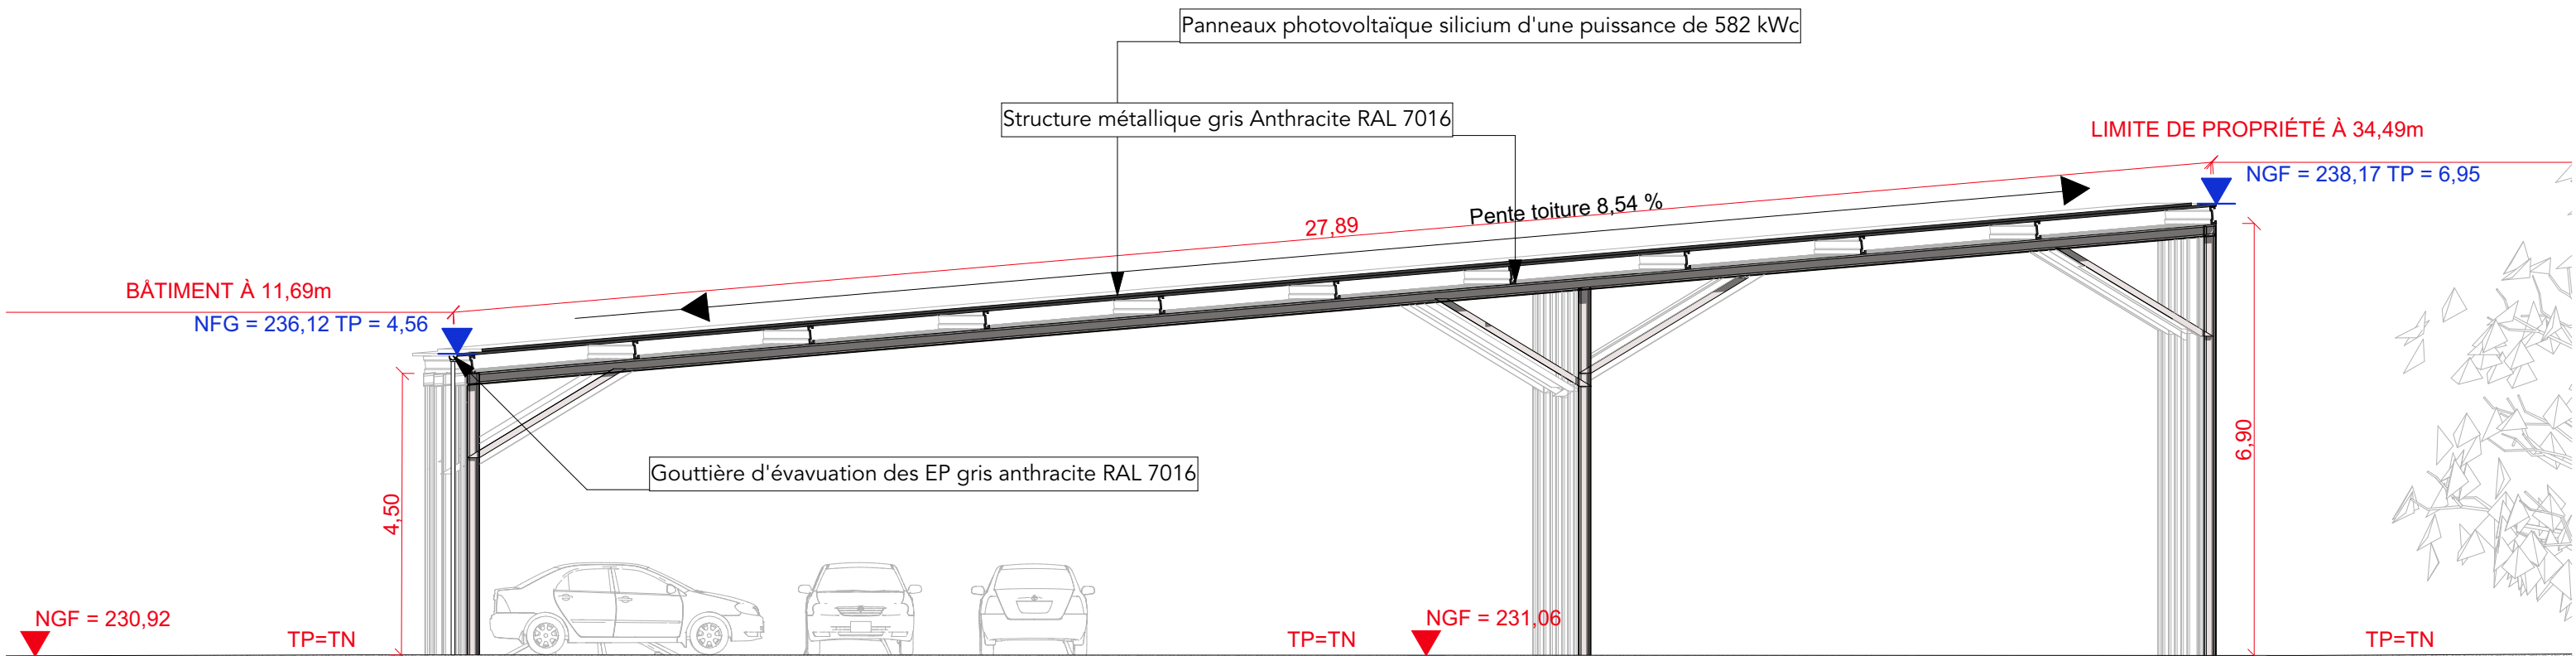 Panneaux photovoltaïque silicium d'une puissance de 582 kWc
Structure métallique gris Anthracite RAL 7016
LIMITE DE PROPRIÉTÉ À 34,49m
NGF = 238,17 TP = 6,95
Pente toiture 8,54 %
27,89
BÂTIMENT À 11,69m
NFG = 236,12 TP = 4,56
6,90
Gouttière d'évavuation des EP gris anthracite RAL 7016
4,50
NGF = 230,92
NGF = 231,06
TP=TN
TP=TN
TP=TN